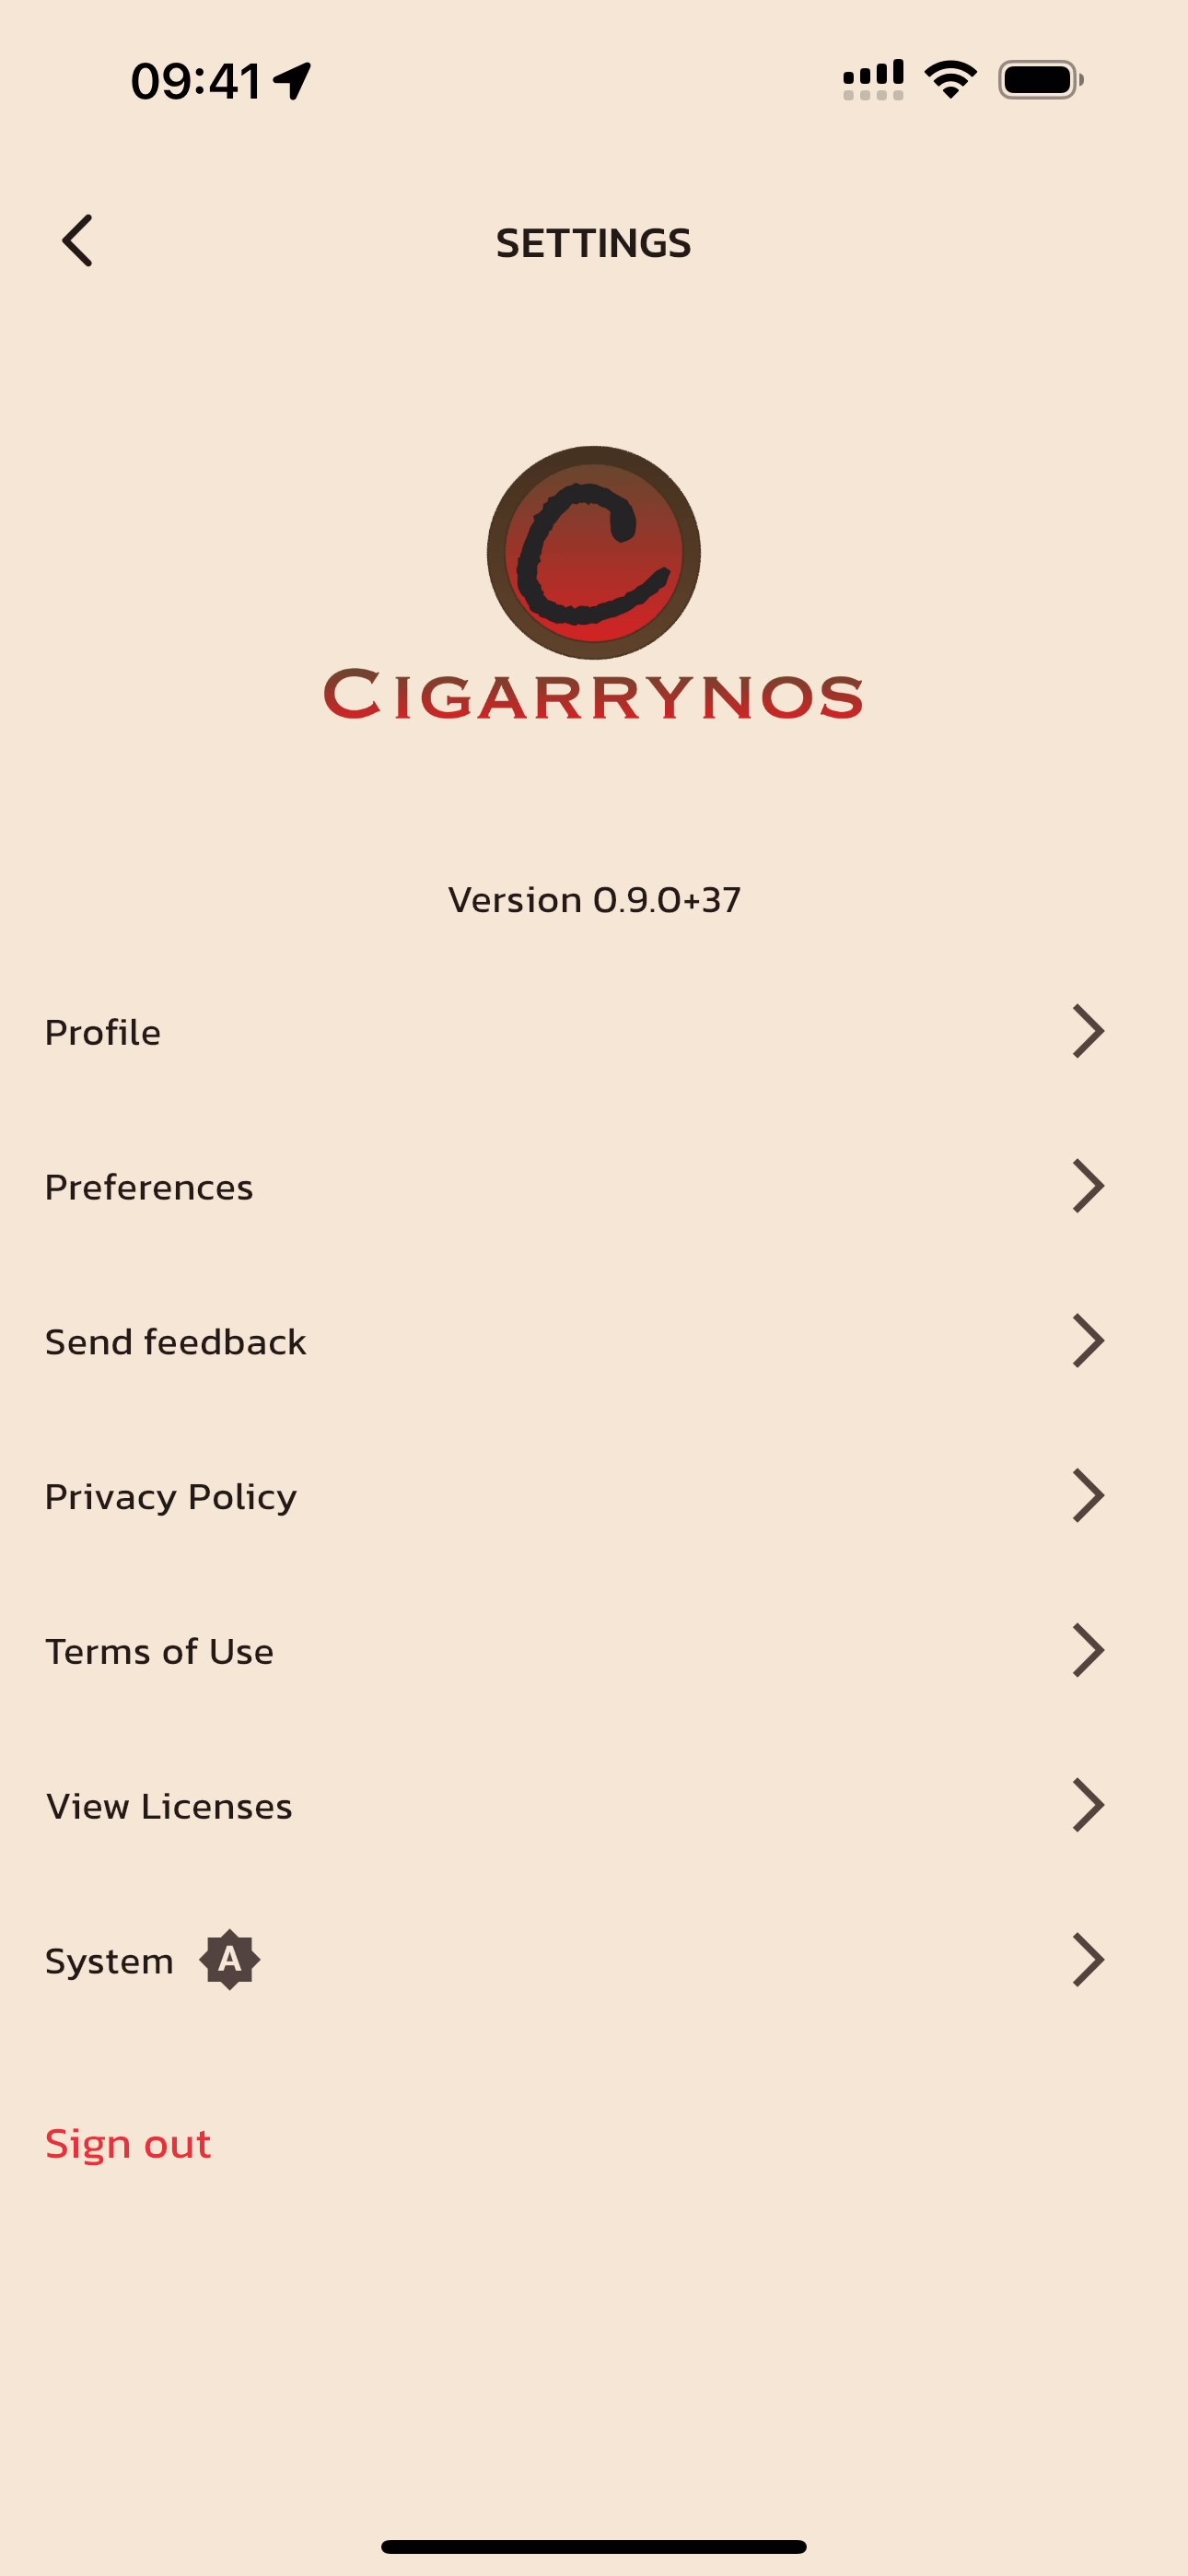 09:41
SETTINGS
C
CIGARRYNOS
Version 0.9.0+37
Profile
Preferences
Send feedback
Privacy Policy
Terms of Use
View Licenses
System A
Sign out